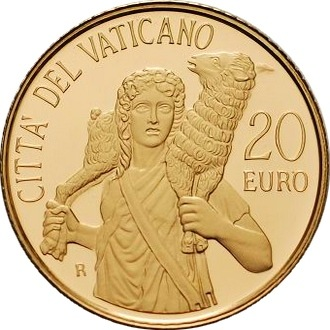 CITTA' DEL VATICANO
20
EURO
R